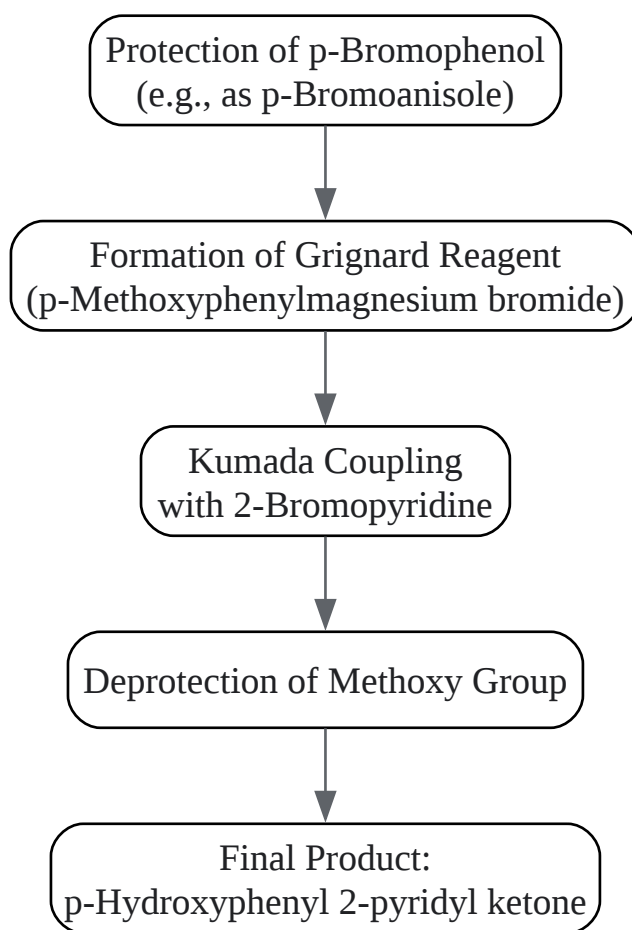 Protection of p-Bromophenol
(e.g., as p-Bromoanisole)
Formation of Grignard Reagent
(p-Methoxyphenylmagnesium bromide)
Kumada Coupling
with 2-Bromopyridine
Deprotection of Methoxy Group
Final Product:
p-Hydroxyphenyl 2-pyridyl ketone